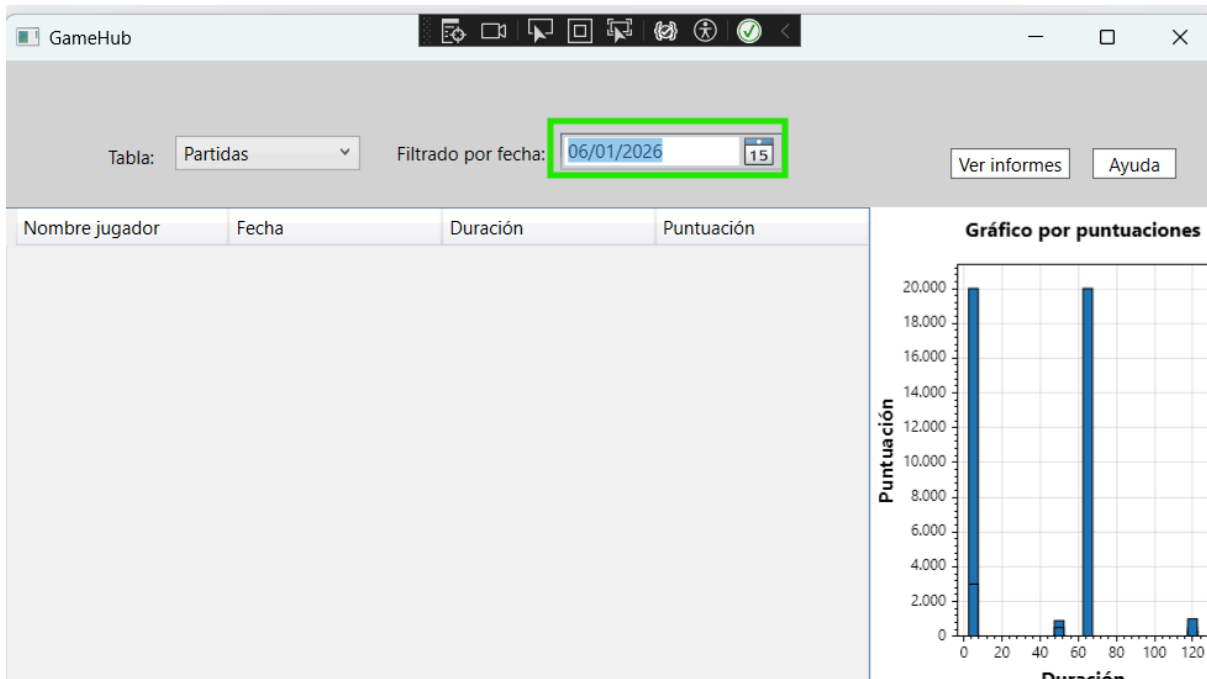 GameHub
Tabla: Partidas Filtrado por fecha: 06/01/2026 15 Ver informes Ayuda
Nombre jugador Fecha Duración Puntuación
Gráfico por puntuaciones
Puntuación
20.000
18.000
16.000
14.000
12.000
10.000
8.000
6.000
4.000
2.000
0
0 20 40 60 80 100 120
Duración